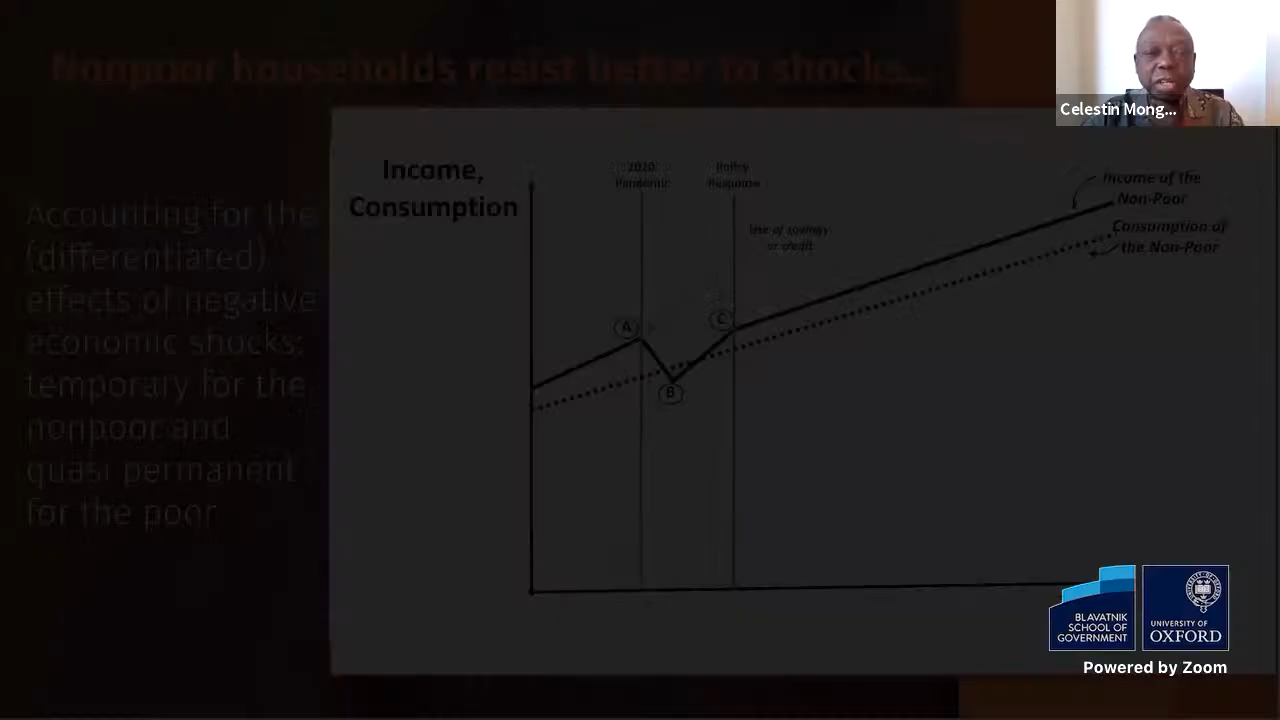 Nonpoor households resist better to shocks...
Celestin Mong...
Accounting for the
(differentiated)
effects of negative
economic shocks:
temporary for the
nonpoor and
quasi permanent
for the poor
Income,
Consumption
2020
Pandemic
Policy
Response
Use of savings
or credit
Income of the
Non-Poor
Consumption of
the Non-Poor
A
B
C
BLAVATNIK
SCHOOL OF
GOVERNMENT
UNIVERSITY OF
OXFORD
Powered by Zoom